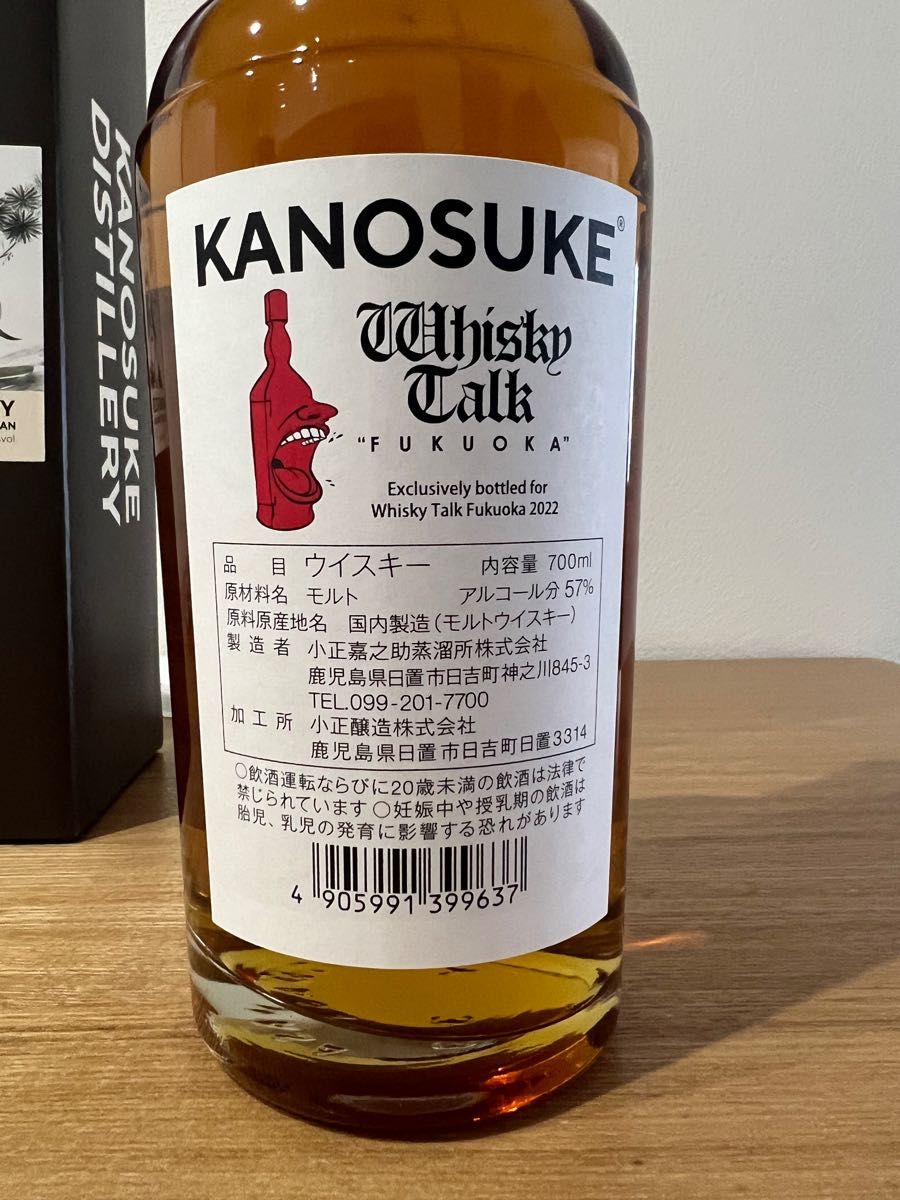 KANOSUKE
DISTILLERY
Y
AN
vol
KANOSUKE®
Whisky
Talk
"FUKUOKA"
Exclusively bottled for
Whisky Talk Fukuoka 2022
品目 ウイスキー 内容量 700ml
原材料名 モルト アルコール分 57%
原料原産地名 国内製造(モルトウイスキー)
製造者 小正嘉之助蒸溜所株式会社
鹿児島県日置市日吉町神之川845-3
TEL.099-201-7700
加工所 小正醸造株式会社
鹿児島県日置市日吉町日置3314
○飲酒運転ならびに20歳未満の飲酒は法律で
禁じられています ○妊娠中や授乳期の飲酒は
胎児、乳児の発育に影響する恐れがあります
4 905991 399637